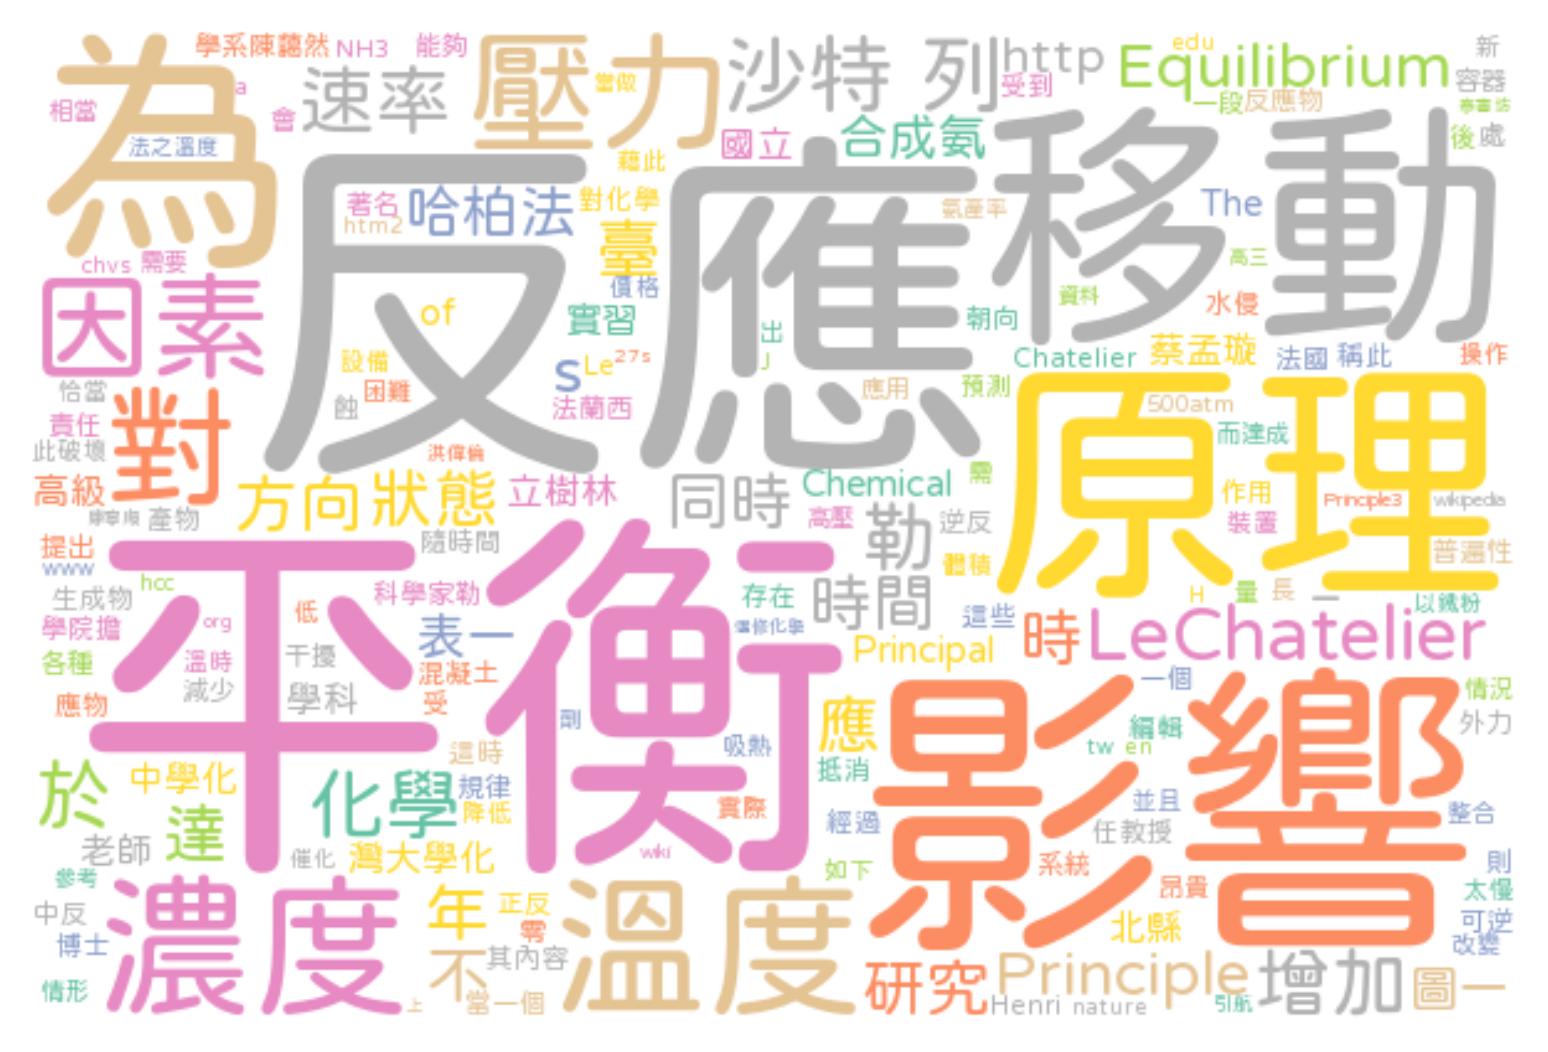 為
學系陳藹然
NH3
能夠
速率
壓力
當做
沙特
列
http
受到
Equilibrium
edu
新
容器
一段
反應物
後
處
相當
a
會
法之溫度
藉此
國立
合成氨
移動
反應
著名
htm2
哈柏法
對化學
臺
價格
氨產率
The
高三
chvs
需要
因素
of
實習
出
J
朝向
資料
水侵
設備
困難
蝕
S
Le
27s
法蘭西
應用
預測
Chatelier
蔡孟璇
法國
稱此
操作
恰當
責任
此破壞
對
高級
洪偉倫
500atm
而達成
原理
方向
狀態
立樹林
同時
Chemical
高壓
需
作用
裝置
Principle3
wikipedia
產物
隨時間
勒
逆反
體積
普遍性
提出
www
平衡
hcc
生成物
科學家勒
時間
存在
H
量
長
一
以鐵粉
學院擔
org
低
各種
溫時
減少
干擾
表一
混凝土
受
這些
時
LeChatelier
Principal
應物
學科
一個
情況
外力
影響
應
編輯
tw
en
劑
吸熱
抵消
這時
於
中學化
化學
規律
降低
實際
經過
並且
任教授
整合
達
老師
催化
灣大學化
wiki
如下
系統
昂貴
則
太慢
參考
中反
博士
濃度
年
正反
零
溫度
北縣
可逆
改變
不
其內容
當一個
上
情形
研究
Principle
Henri
nature
引航
增加
圖一